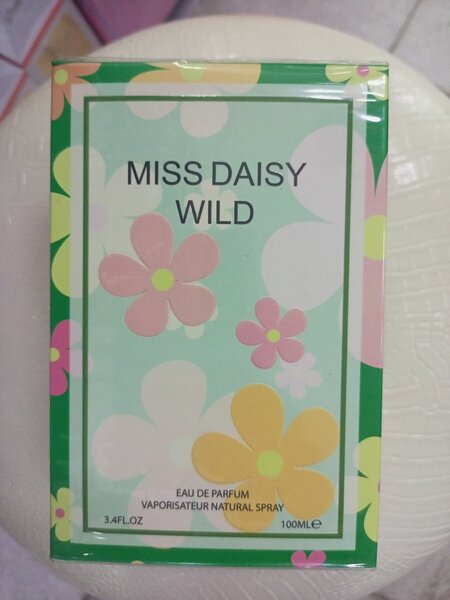 MISS DAISY
WILD
EAU DE PARFUM
VAPORISATEUR NATURAL SPRAY
3.4FL.OZ 100ML℮